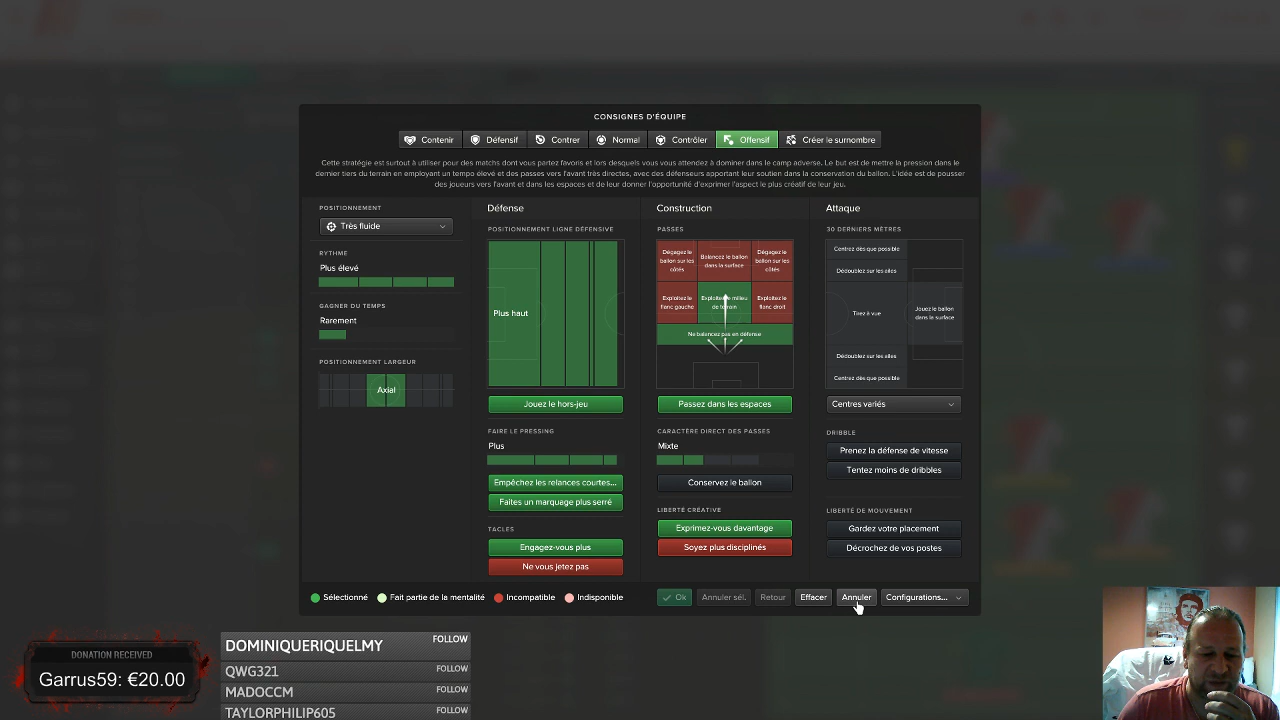 CONSIGNES D'ÉQUIPE
Contenir
Défensif
Contrer
Normal
Contrôler
Offensif
Créer le surnombre
Cette stratégie est surtout à utiliser pour des matchs dont vous partez favoris et lors desquels vous vous attendez à dominer dans le camp adverse. Le but est de mettre la pression dans le
dernier tiers du terrain en employant un tempo élevé et des passes vers l'avant très directes, avec des défenseurs apportant leur soutien dans la conservation du ballon. L'idée est de pousser
des joueurs vers l'avant et dans les espaces et de leur donner l'opportunité d'exprimer l'aspect le plus créatif de leur jeu.
POSITIONNEMENT
Très fluide
RYTHME
Plus élevé
GAGNER DU TEMPS
Rarement
POSITIONNEMENT LARGEUR
Axial
Défense
POSITIONNEMENT LIGNE DÉFENSIVE
Plus haut
Jouez le hors-jeu
FAIRE LE PRESSING
Plus
Empêchez les relances courtes...
Faites un marquage plus serré
TACLES
Engagez-vous plus
Ne vous jetez pas
Construction
PASSES
Dégagez le
ballon sur les
côtés
Balancez le ballon
dans la surface
Dégagez le
ballon sur les
côtés
Exploitez le
flanc gauche
Exploitez le milieu
de terrain
Exploitez le
flanc droit
Ne balancez pas en défense
Passez dans les espaces
CARACTÈRE DIRECT DES PASSES
Mixte
Conservez le ballon
LIBERTÉ CRÉATIVE
Exprimez-vous davantage
Soyez plus disciplinés
Attaque
30 DERNIERS MÈTRES
Centrez dès que possible
Dédoublez sur les ailes
Tirez à vue
Jouez le ballon
dans la surface
Dédoublez sur les ailes
Centrez dès que possible
Centres variés
DRIBBLE
Prenez la défense de vitesse
Tentez moins de dribbles
LIBERTÉ DE MOUVEMENT
Gardez votre placement
Décrochez de vos postes
Sélectionné
Fait partie de la mentalité
Incompatible
Indisponible
Ok
Annuler sél.
Retour
Effacer
Annuler
Configurations...
DONATION RECEIVED
Garrus59: €20.00
DOMINIQUERIQUELMY FOLLOW
QWG321 FOLLOW
MADOCCM FOLLOW
TAYLORPHILIP605 FOLLOW